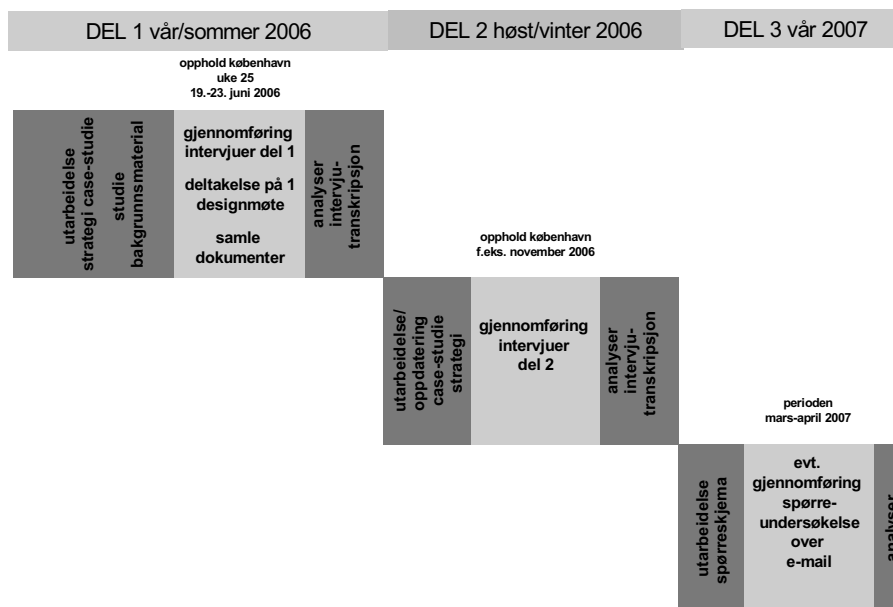 DEL 1 vår/sommer 2006
DEL 2 høst/vinter 2006
DEL 3 vår 2007
opphold københavn
uke 25
19.-23. juni 2006
utarbeidelse
strategi case-studie
studie
bakgrunnsmaterial
gjennomføring
intervjuer del 1
deltakelse på 1
designmøte
samle
dokumenter
analyser
intervju-
transkripsjon
opphold københavn
f.eks. november 2006
utarbeidelse/
oppdatering
case-studie
strategi
gjennomføring
intervjuer
del 2
analyser
intervju-
transkripsjon
perioden
mars-april 2007
utarbeidelse
spørreskjema
evt.
gjennomføring
spørre-
undersøkelse
over
e-mail
analyser